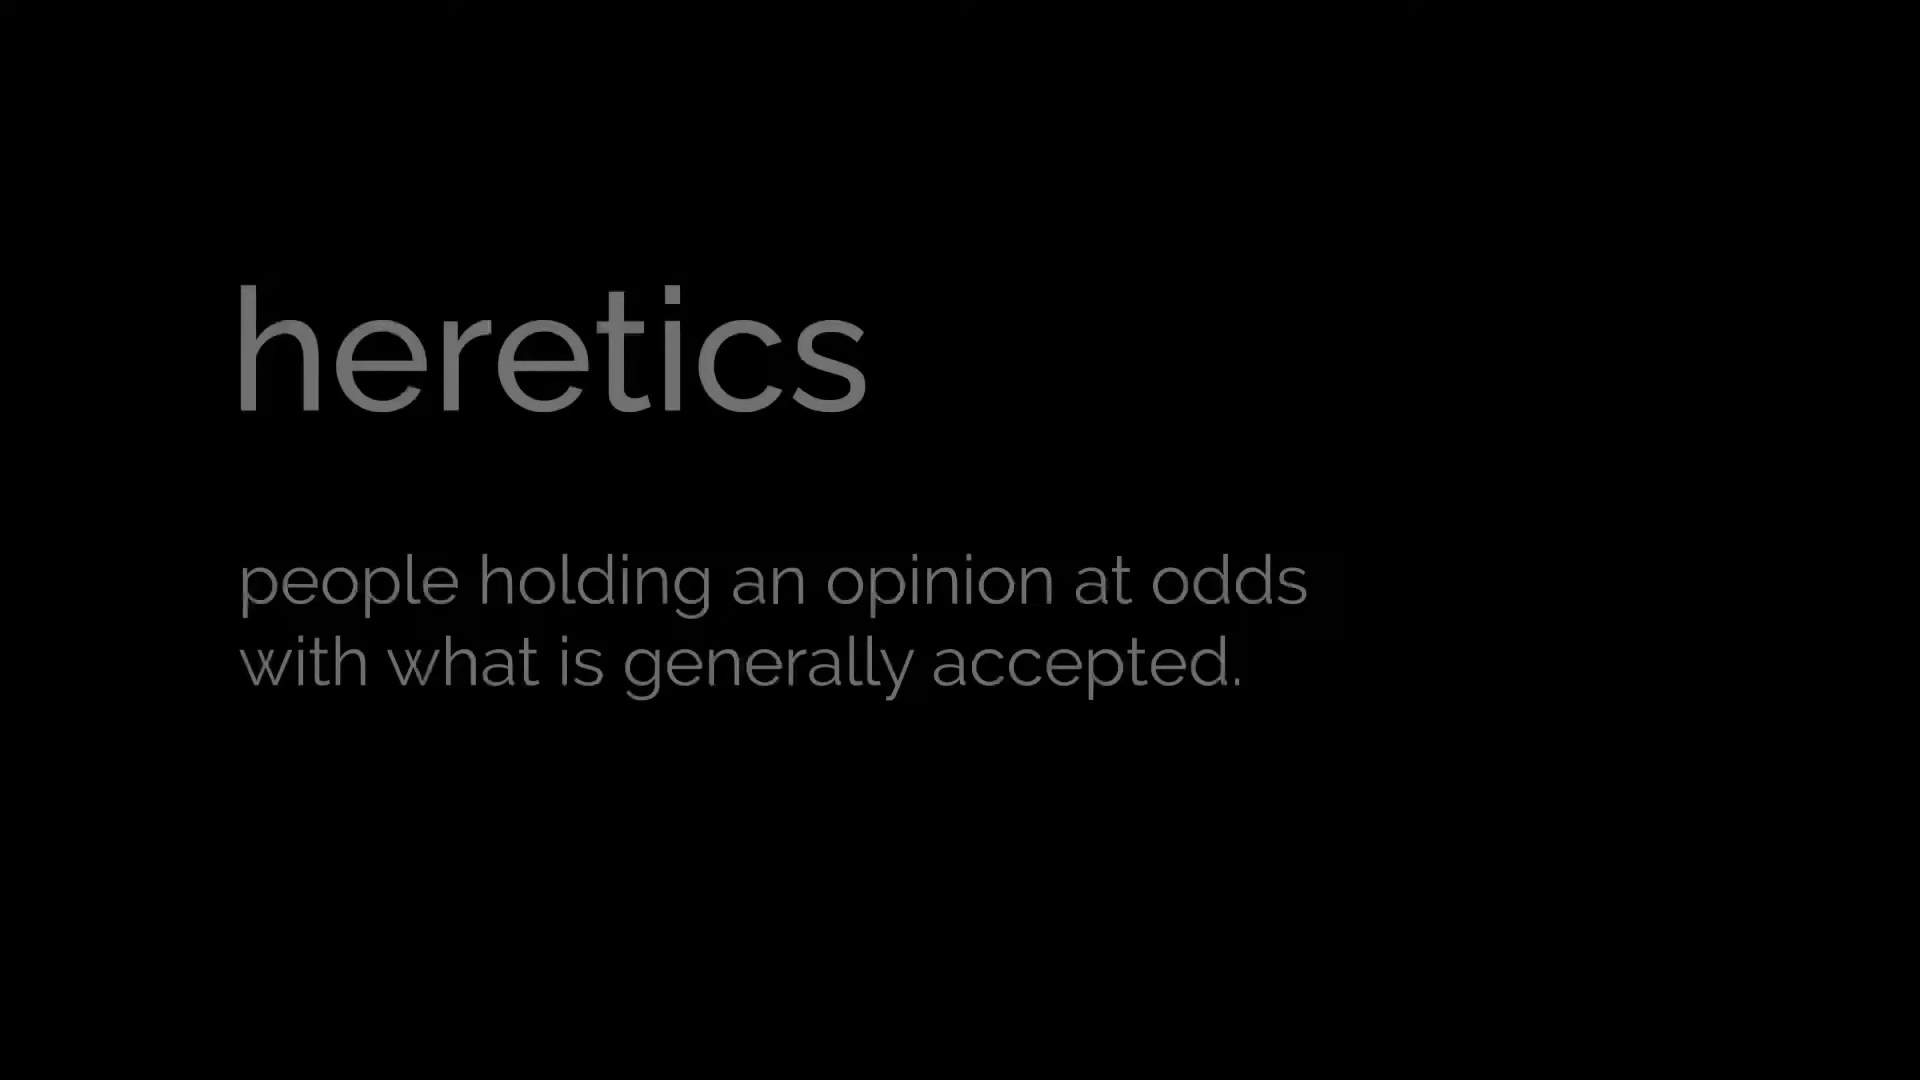 heretics
people holding an opinion at odds
with what is generally accepted.